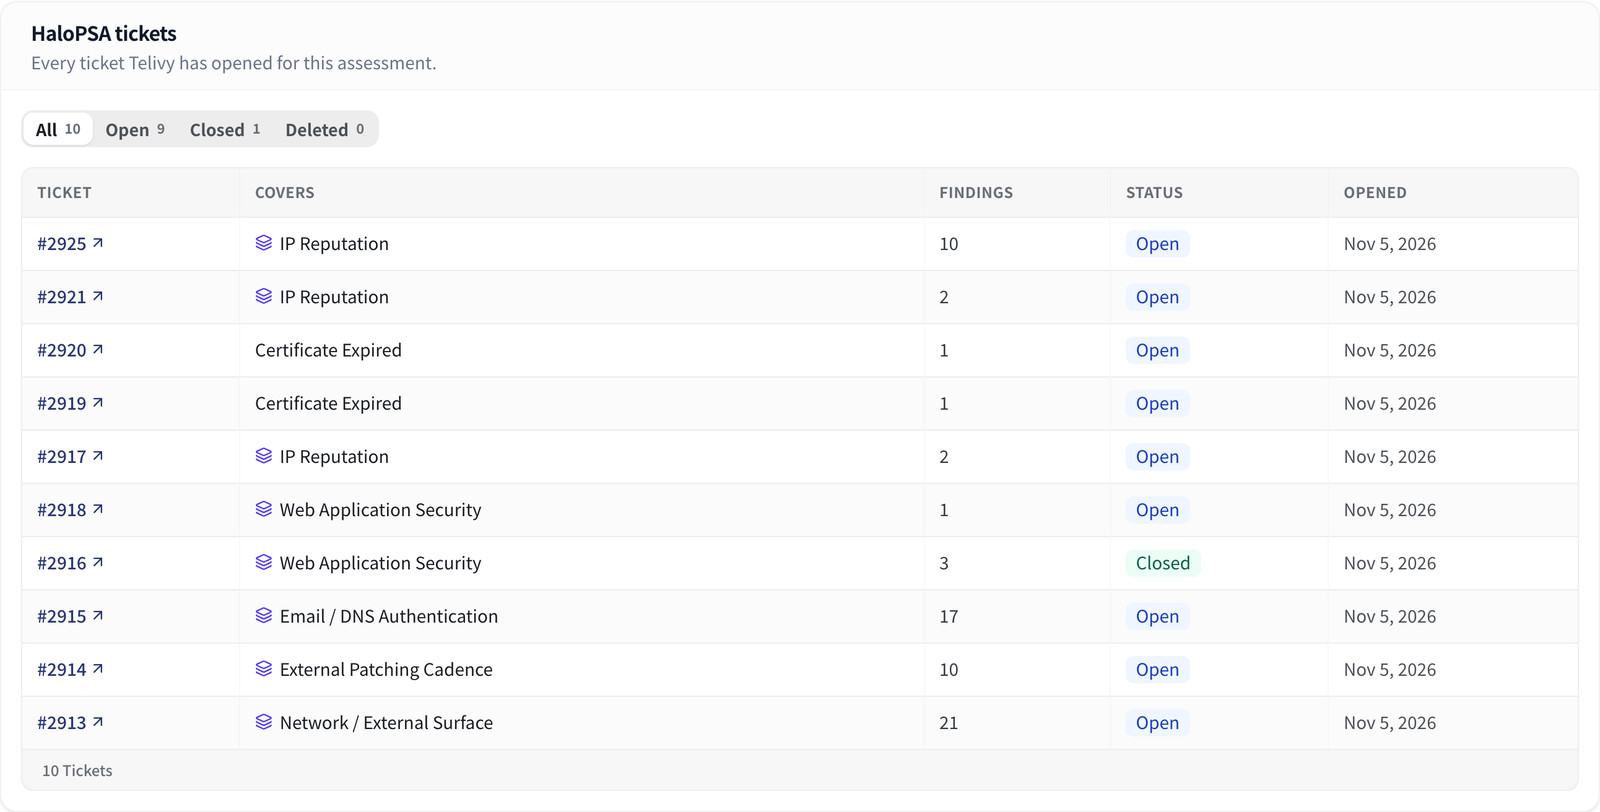 HaloPSA tickets
Every ticket Telivy has opened for this assessment.
All 10 Open 9 Closed 1 Deleted 0
TICKET COVERS FINDINGS STATUS OPENED
#2925 IP Reputation 10 Open Nov 5, 2026
#2921 IP Reputation 2 Open Nov 5, 2026
#2920 Certificate Expired 1 Open Nov 5, 2026
#2919 Certificate Expired 1 Open Nov 5, 2026
#2917 IP Reputation 2 Open Nov 5, 2026
#2918 Web Application Security 1 Open Nov 5, 2026
#2916 Web Application Security 3 Closed Nov 5, 2026
#2915 Email / DNS Authentication 17 Open Nov 5, 2026
#2914 External Patching Cadence 10 Open Nov 5, 2026
#2913 Network / External Surface 21 Open Nov 5, 2026
10 Tickets